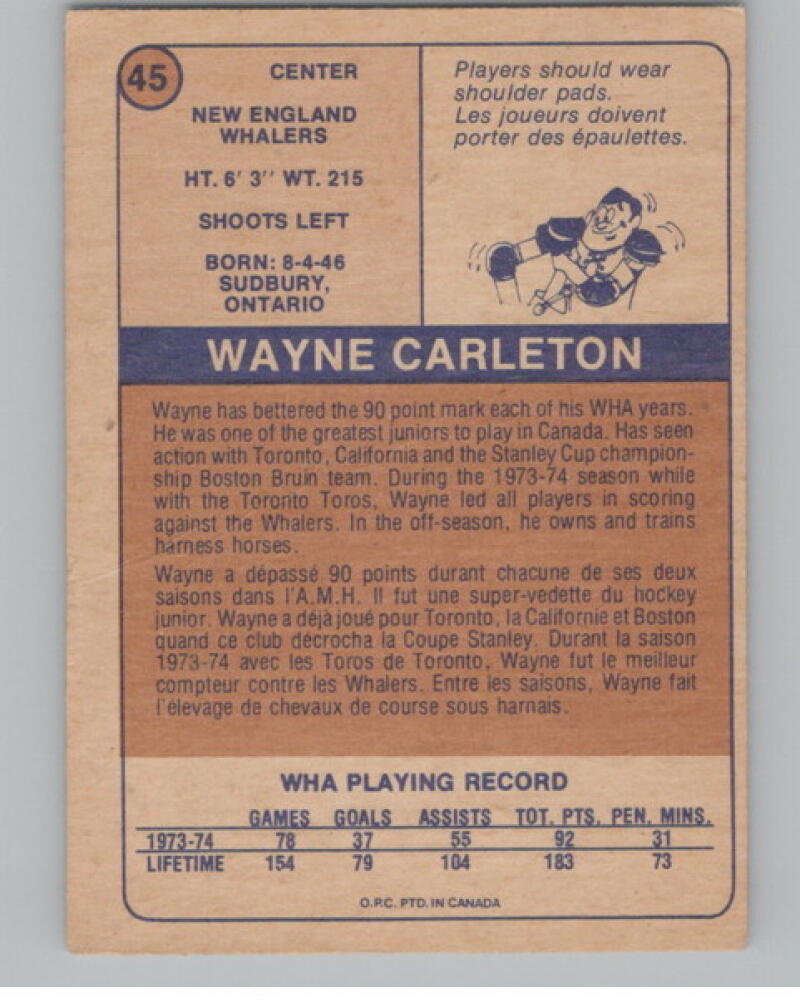 45
CENTER
NEW ENGLAND
WHALERS
HT. 6' 3'' WT. 215
SHOOTS LEFT
BORN: 8-4-46
SUDBURY,
ONTARIO
Players should wear
shoulder pads.
Les joueurs doivent
porter des épaulettes.
WAYNE CARLETON
Wayne has bettered the 90 point mark each of his WHA years.
He was one of the greatest juniors to play in Canada. Has seen
action with Toronto, California and the Stanley Cup champion-
ship Boston Bruin team. During the 1973-74 season while
with the Toronto Toros, Wayne led all players in scoring
against the Whalers. In the off-season, he owns and trains
harness horses.
Wayne a dépassé 90 points durant chacune de ses deux
saisons dans l'A.M.H. Il fut une super-vedette du hockey
junior. Wayne a déjà joué pour Toronto, la Californie et Boston
quand ce club décrocha la Coupe Stanley. Durant la saison
1973-74 avec les Toros de Toronto, Wayne fut le meilleur
compteur contre les Whalers. Entre les saisons, Wayne fait
l'élevage de chevaux de course sous harnais.
WHA PLAYING RECORD
GAMES GOALS ASSISTS TOT. PTS. PEN. MINS.
1973-74 78 37 55 92 31
LIFETIME 154 79 104 183 73
O.P.C. PTD. IN CANADA